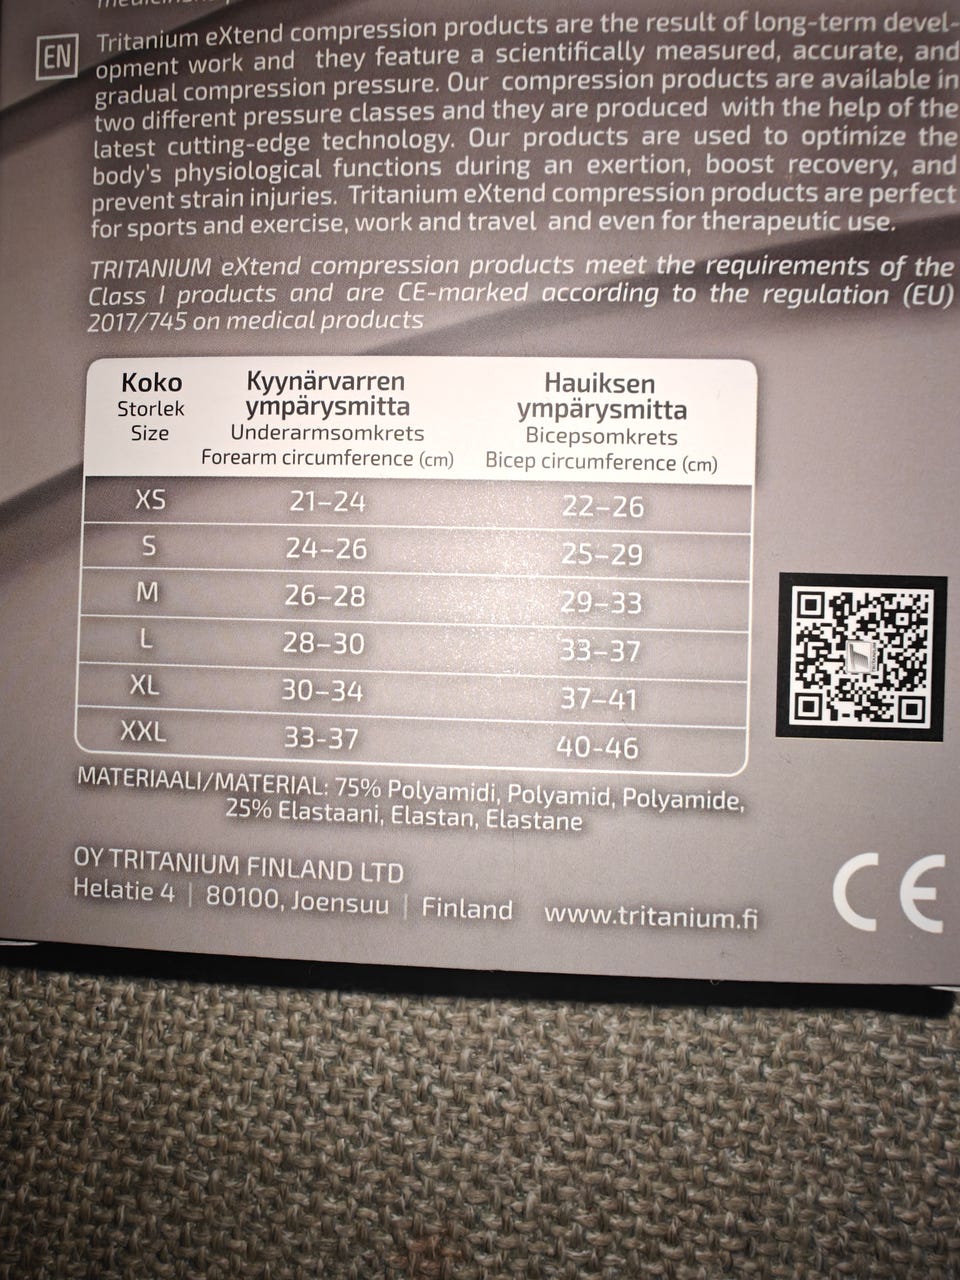 EN
Tritanium eXtend compression products are the result of long-term devel-
opment work and they feature a scientifically measured, accurate, and
gradual compression pressure. Our compression products are available in
two different pressure classes and they are produced with the help of the
latest cutting-edge technology. Our products are used to optimize the
body's physiological functions during an exertion, boost recovery, and
prevent strain injuries. Tritanium eXtend compression products are perfect
for sports and exercise, work and travel and even for therapeutic use.
TRITANIUM eXtend compression products meet the requirements of the
Class I products and are CE-marked according to the regulation (EU)
2017/745 on medical products
Koko Kyynärvarren Hauiksen
Storlek ympärysmitta ympärysmitta
Size Underarmsomkrets Bicepsomkrets
Forearm circumference (cm) Bicep circumference (cm)
XS 21–24 22–26
S 24–26 25–29
M 26–28 29–33
L 28–30 33–37
XL 30–34 37–41
XXL 33-37 40-46
MATERIAALI/MATERIAL: 75% Polyamidi, Polyamid, Polyamide,
25% Elastaani, Elastan, Elastane
OY TRITANIUM FINLAND LTD
Helatie 4 | 80100, Joensuu | Finland www.tritanium.fi
CE